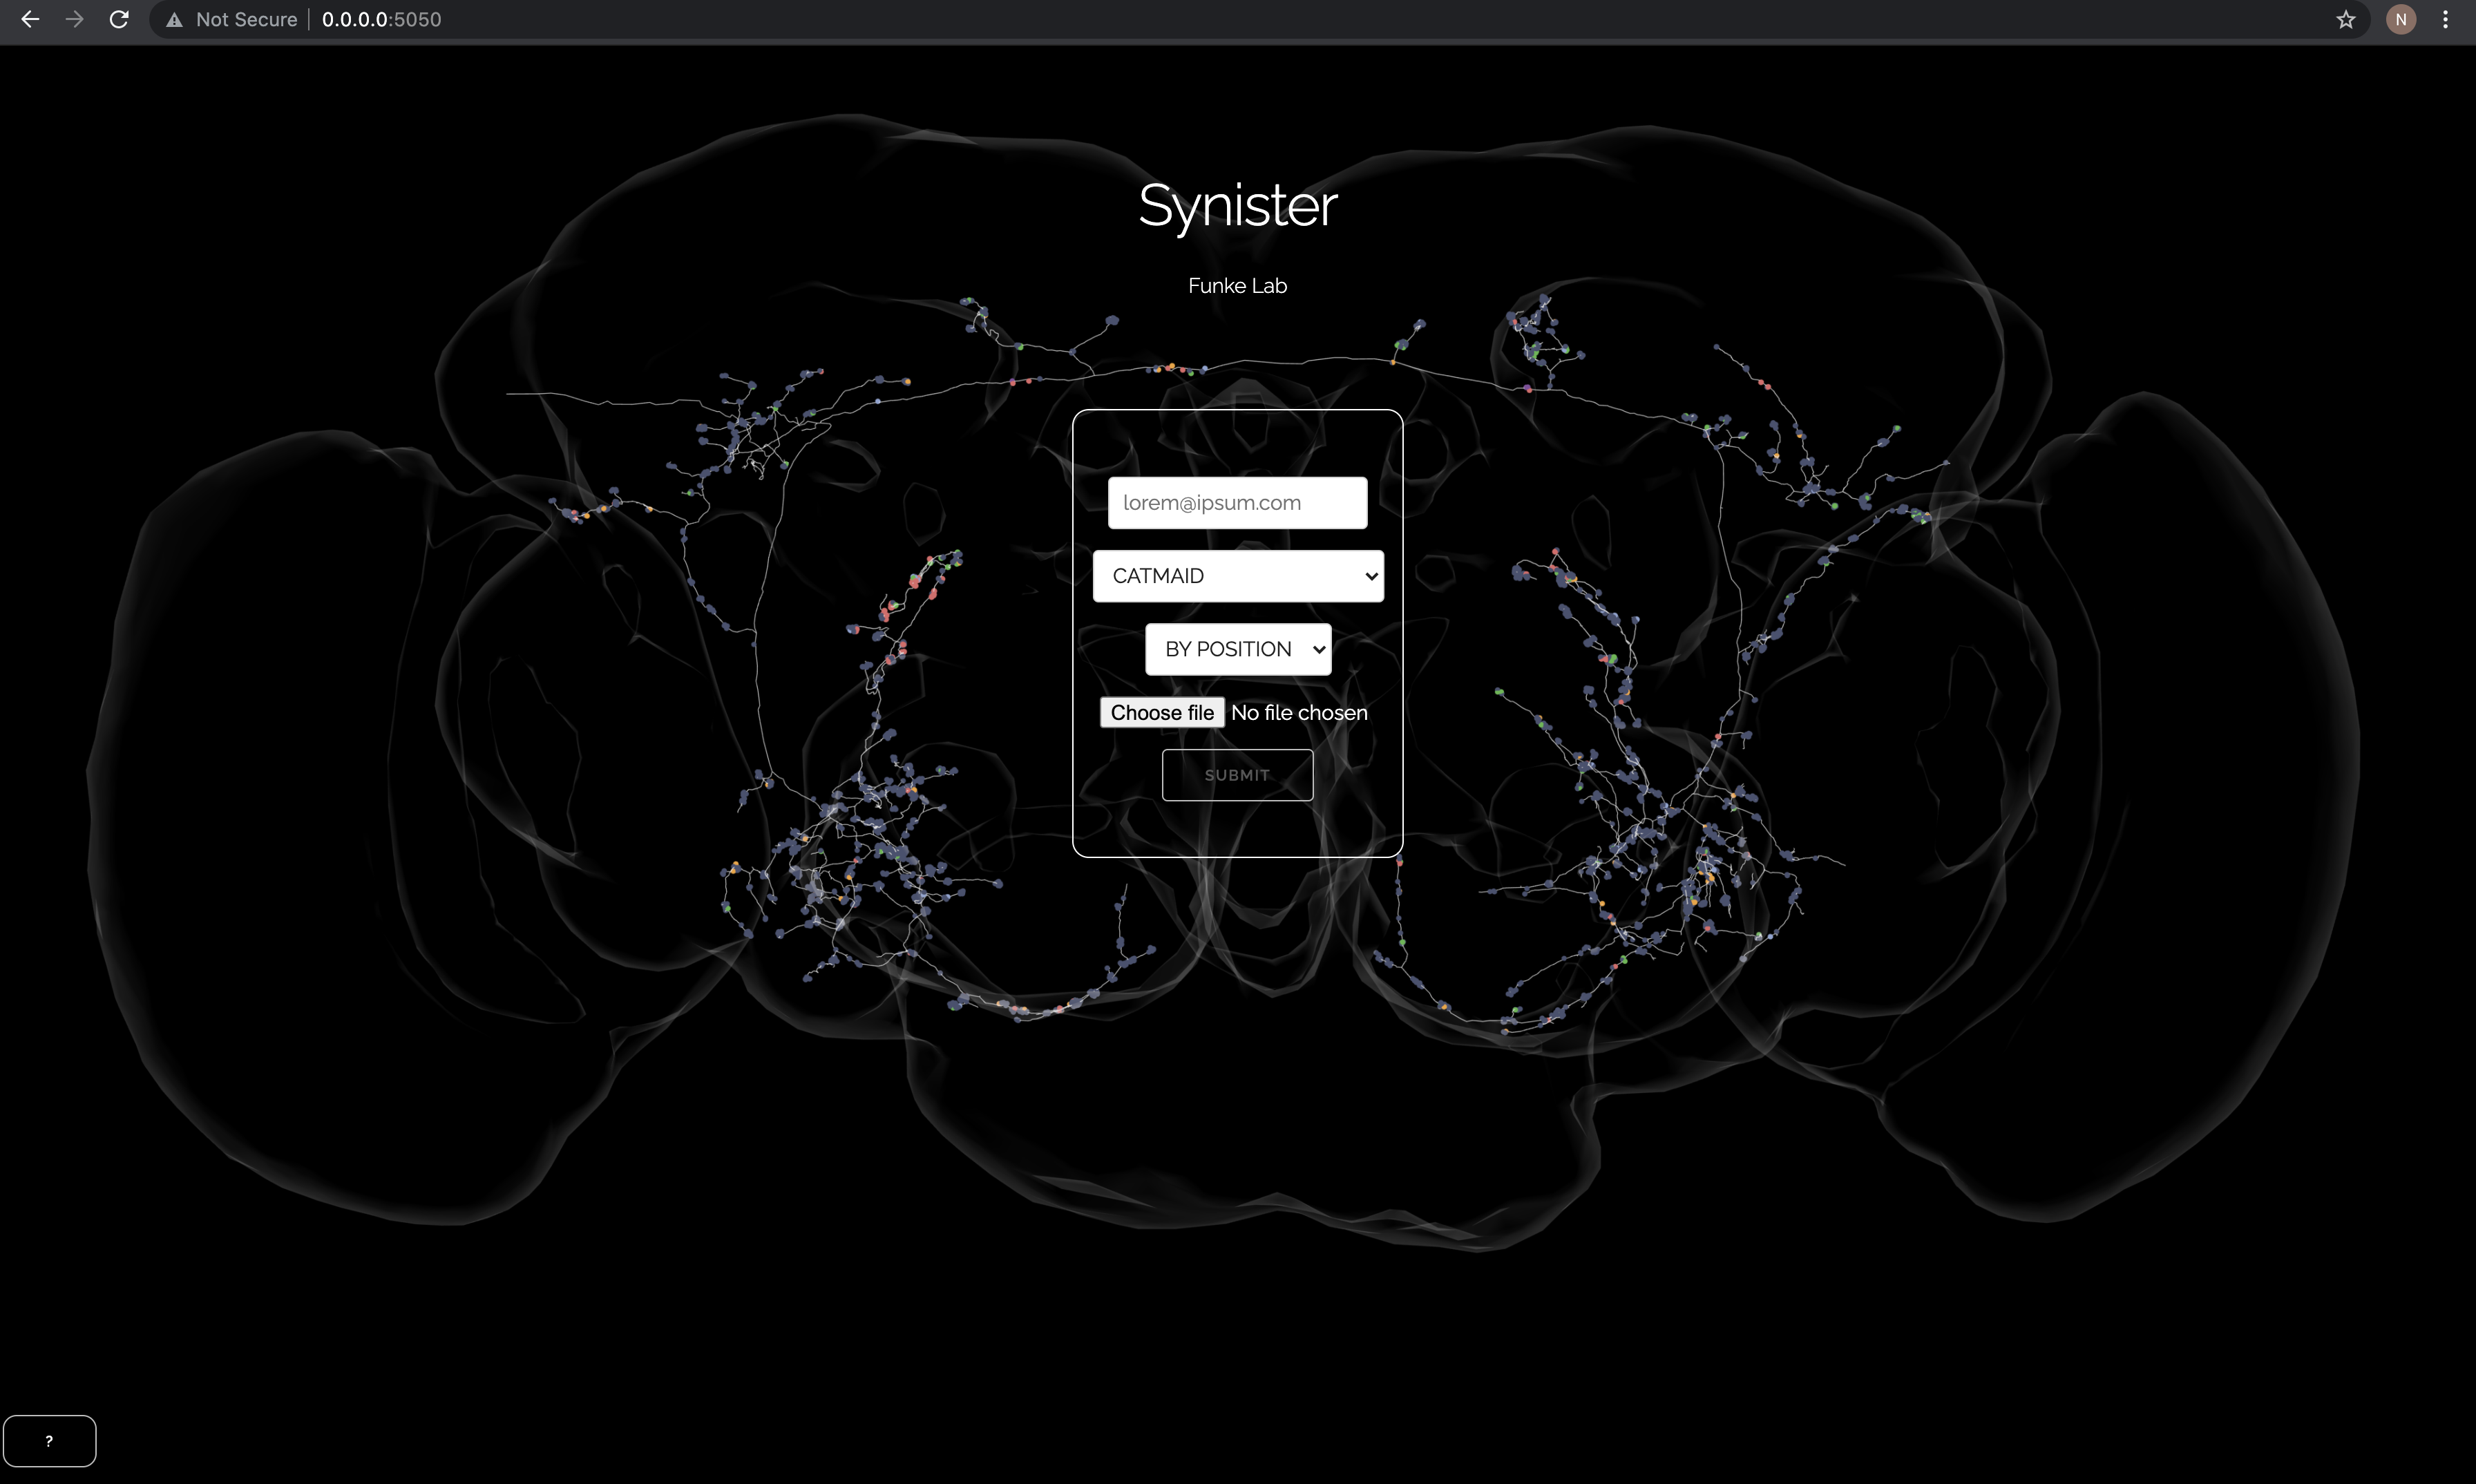 Not Secure | 0.0.0.0:5050
N
Synister
Funke Lab
lorem@ipsum.com
CATMAID
BY POSITION
Choose file No file chosen
SUBMIT
?